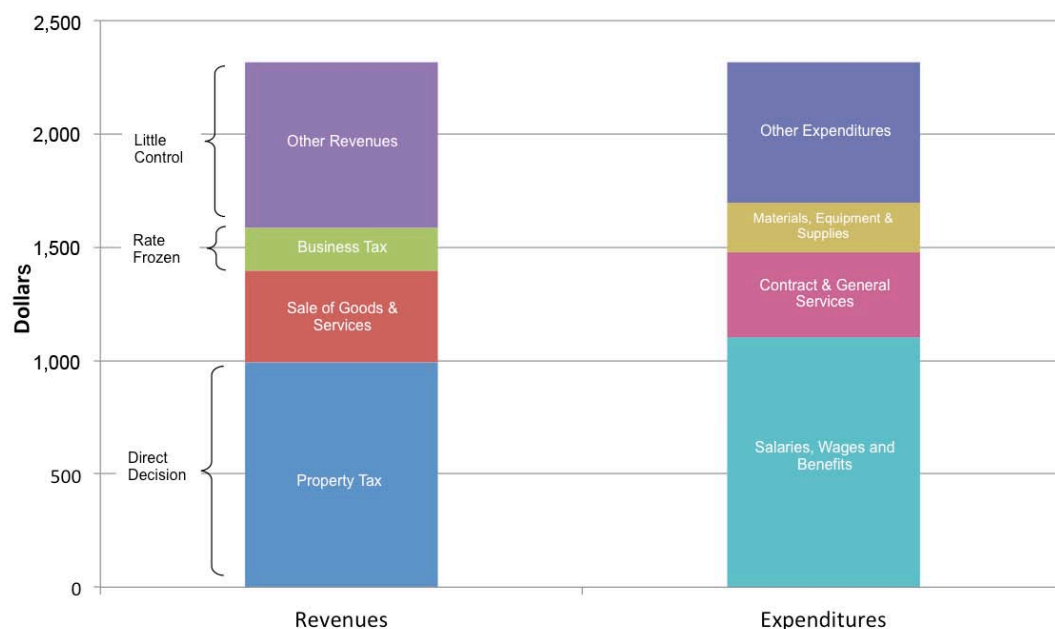 2,500
2,000
1,500
1,000
500
0
Dollars
Little
Control
Rate
Frozen
Direct
Decision
Other Revenues
Business Tax
Sale of Goods &
Services
Property Tax
Other Expenditures
Materials, Equipment &
Supplies
Contract & General
Services
Salaries, Wages and
Benefits
Revenues
Expenditures